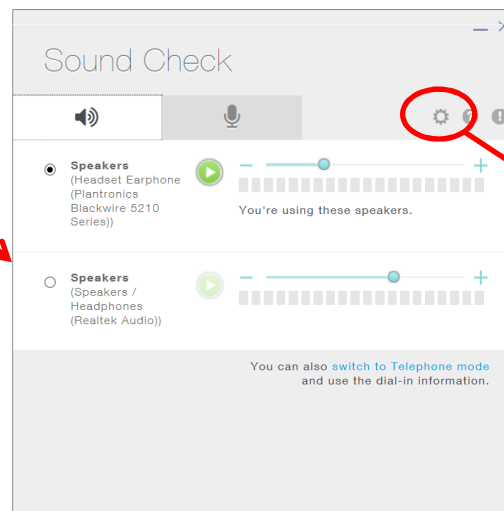 Sound Check
Speakers
(Headset Earphone
(Plantronics
Blackwire 5210
Series))
You're using these speakers.
Speakers
(Speakers /
Headphones
(Realtek Audio))
You can also switch to Telephone mode
and use the dial-in information.